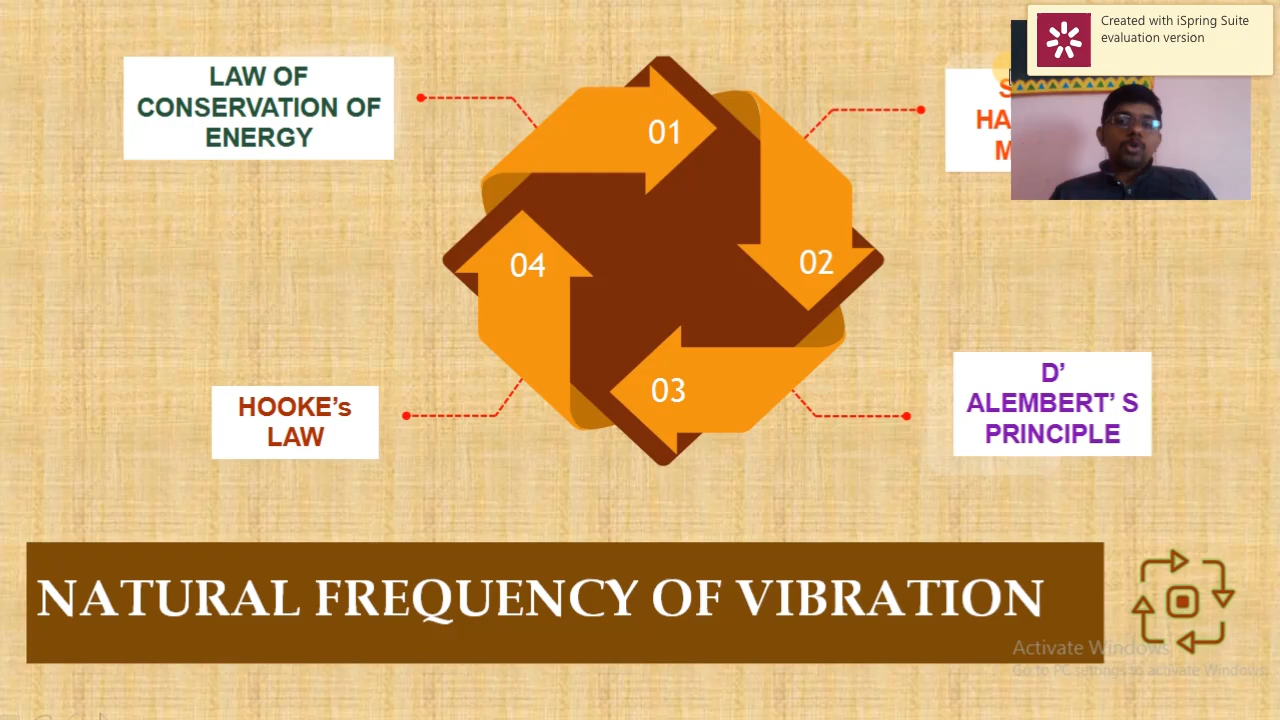 Created with iSpring Suite
evaluation version
LAW OF
CONSERVATION OF
ENERGY
01
02
03
04
HOOKE's
LAW
D’
ALEMBERT’ S
PRINCIPLE
NATURAL FREQUENCY OF VIBRATION
Activate Windows
Go to PC settings to activate Windows.